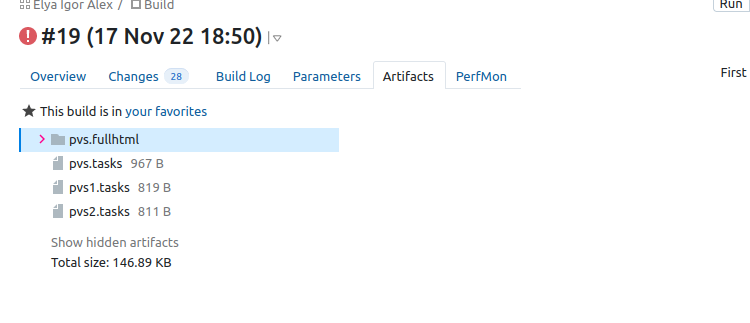 Elya Igor Alex / Build
Run
#19 (17 Nov 22 18:50)
Overview Changes 28 Build Log Parameters Artifacts PerfMon
First
This build is in your favorites
pvs.fullhtml
pvs.tasks 967 B
pvs1.tasks 819 B
pvs2.tasks 811 B
Show hidden artifacts
Total size: 146.89 KB